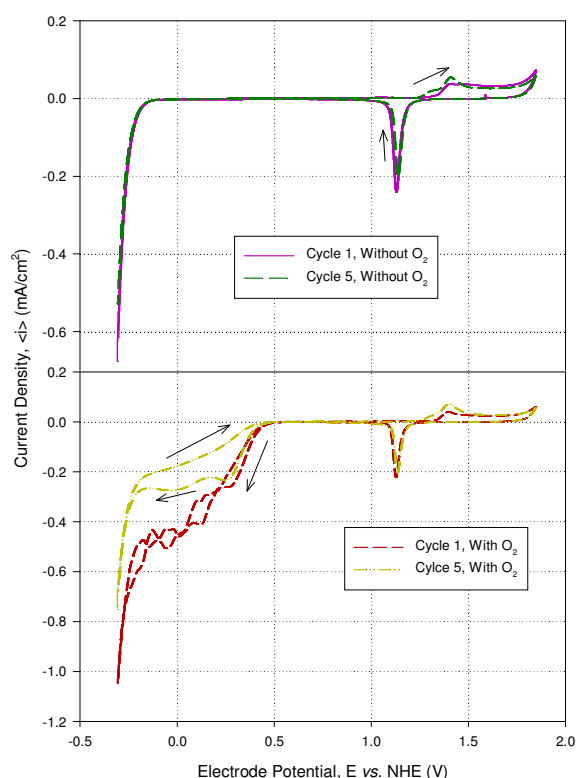 0.2
0.0
-0.2
-0.4
-0.6
Cycle 1, Without O₂
Cycle 5, Without O₂
Current Density, <i> (mA/cm²)
0.2
0.0
-0.2
-0.4
-0.6
-0.8
-1.0
-1.2
Cycle 1, With O₂
Cylce 5, With O₂
-0.5 0.0 0.5 1.0 1.5 2.0
Electrode Potential, E vs. NHE (V)